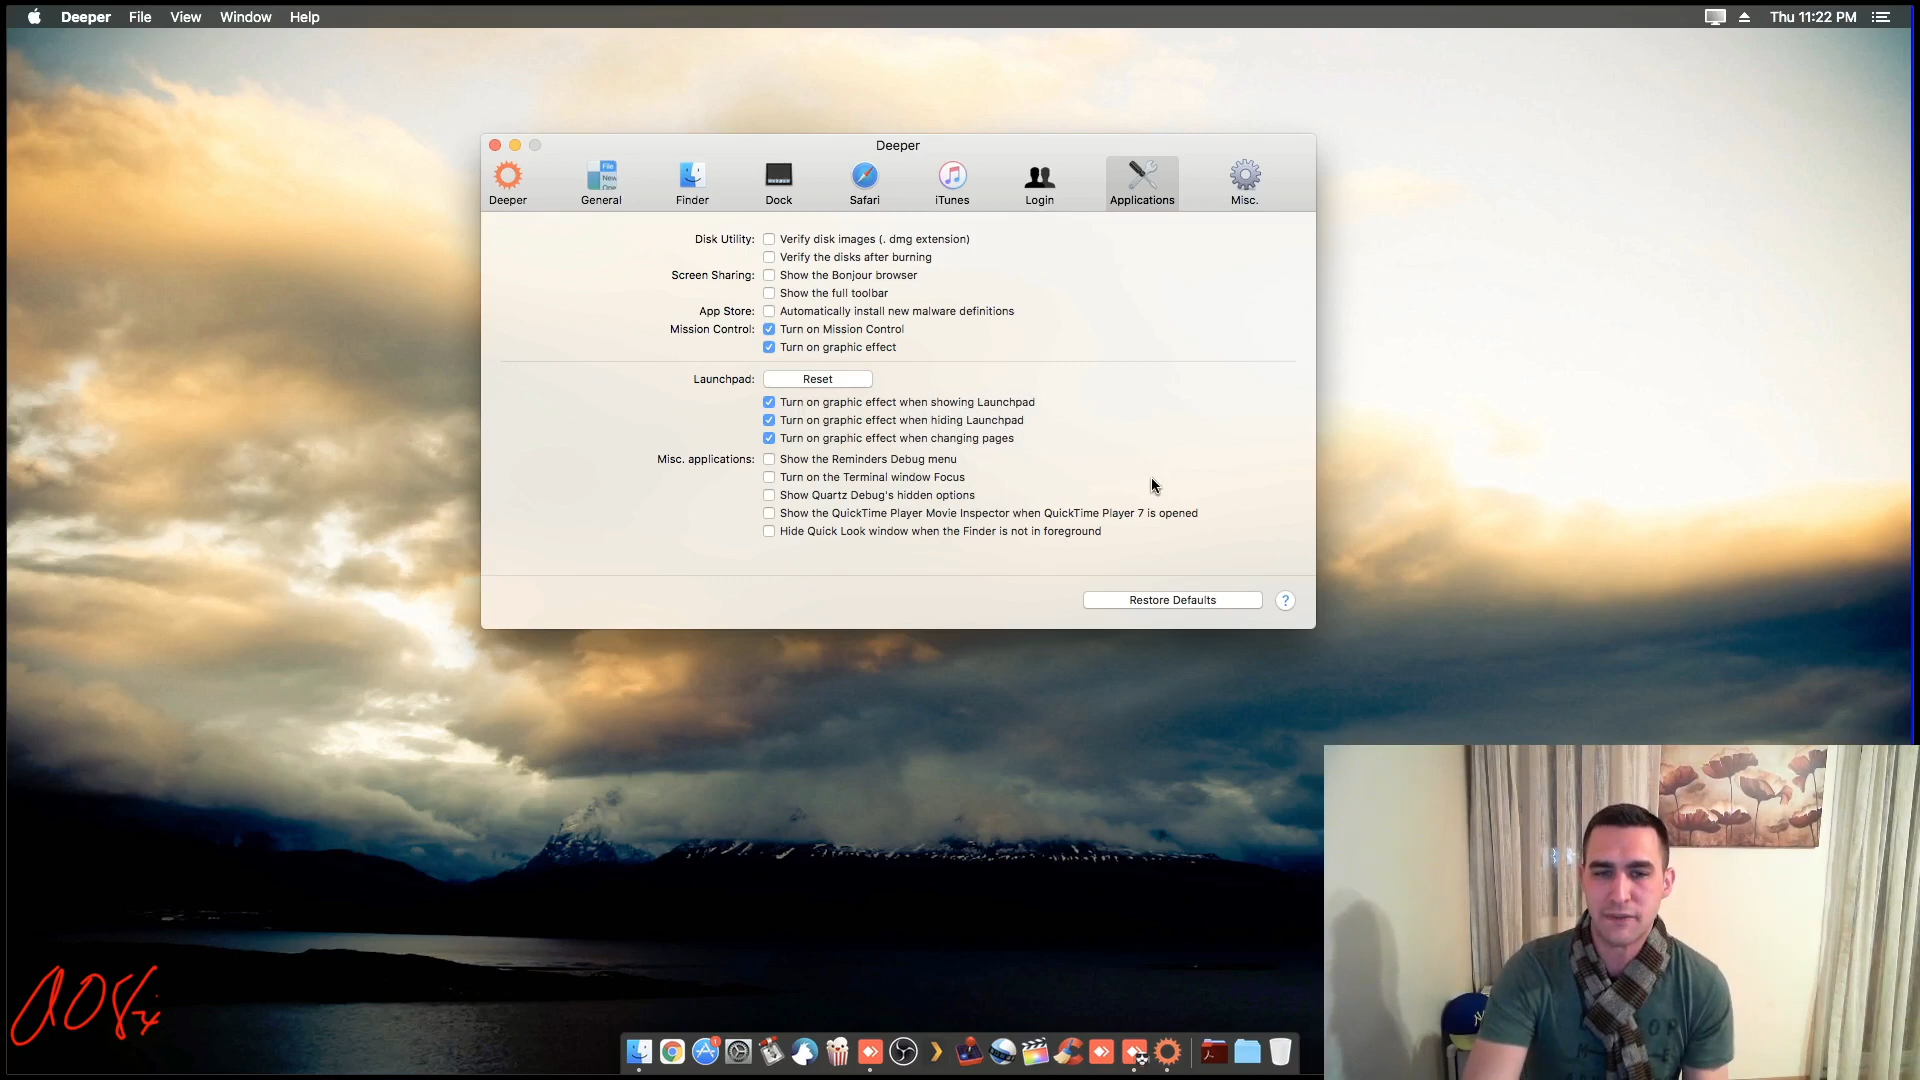 Deeper File View Window Help
Thu 11:22 PM
Deeper
File
New
Ope
Deeper General Finder Dock Safari iTunes Login Applications Misc.
Disk Utility: Verify disk images (. dmg extension)
Verify the disks after burning
Screen Sharing: Show the Bonjour browser
Show the full toolbar
App Store: Automatically install new malware definitions
Mission Control: Turn on Mission Control
Turn on graphic effect
Launchpad: Reset
Turn on graphic effect when showing Launchpad
Turn on graphic effect when hiding Launchpad
Turn on graphic effect when changing pages
Misc. applications: Show the Reminders Debug menu
Turn on the Terminal window Focus
Show Quartz Debug's hidden options
Show the QuickTime Player Movie Inspector when QuickTime Player 7 is opened
Hide Quick Look window when the Finder is not in foreground
Restore Defaults ?